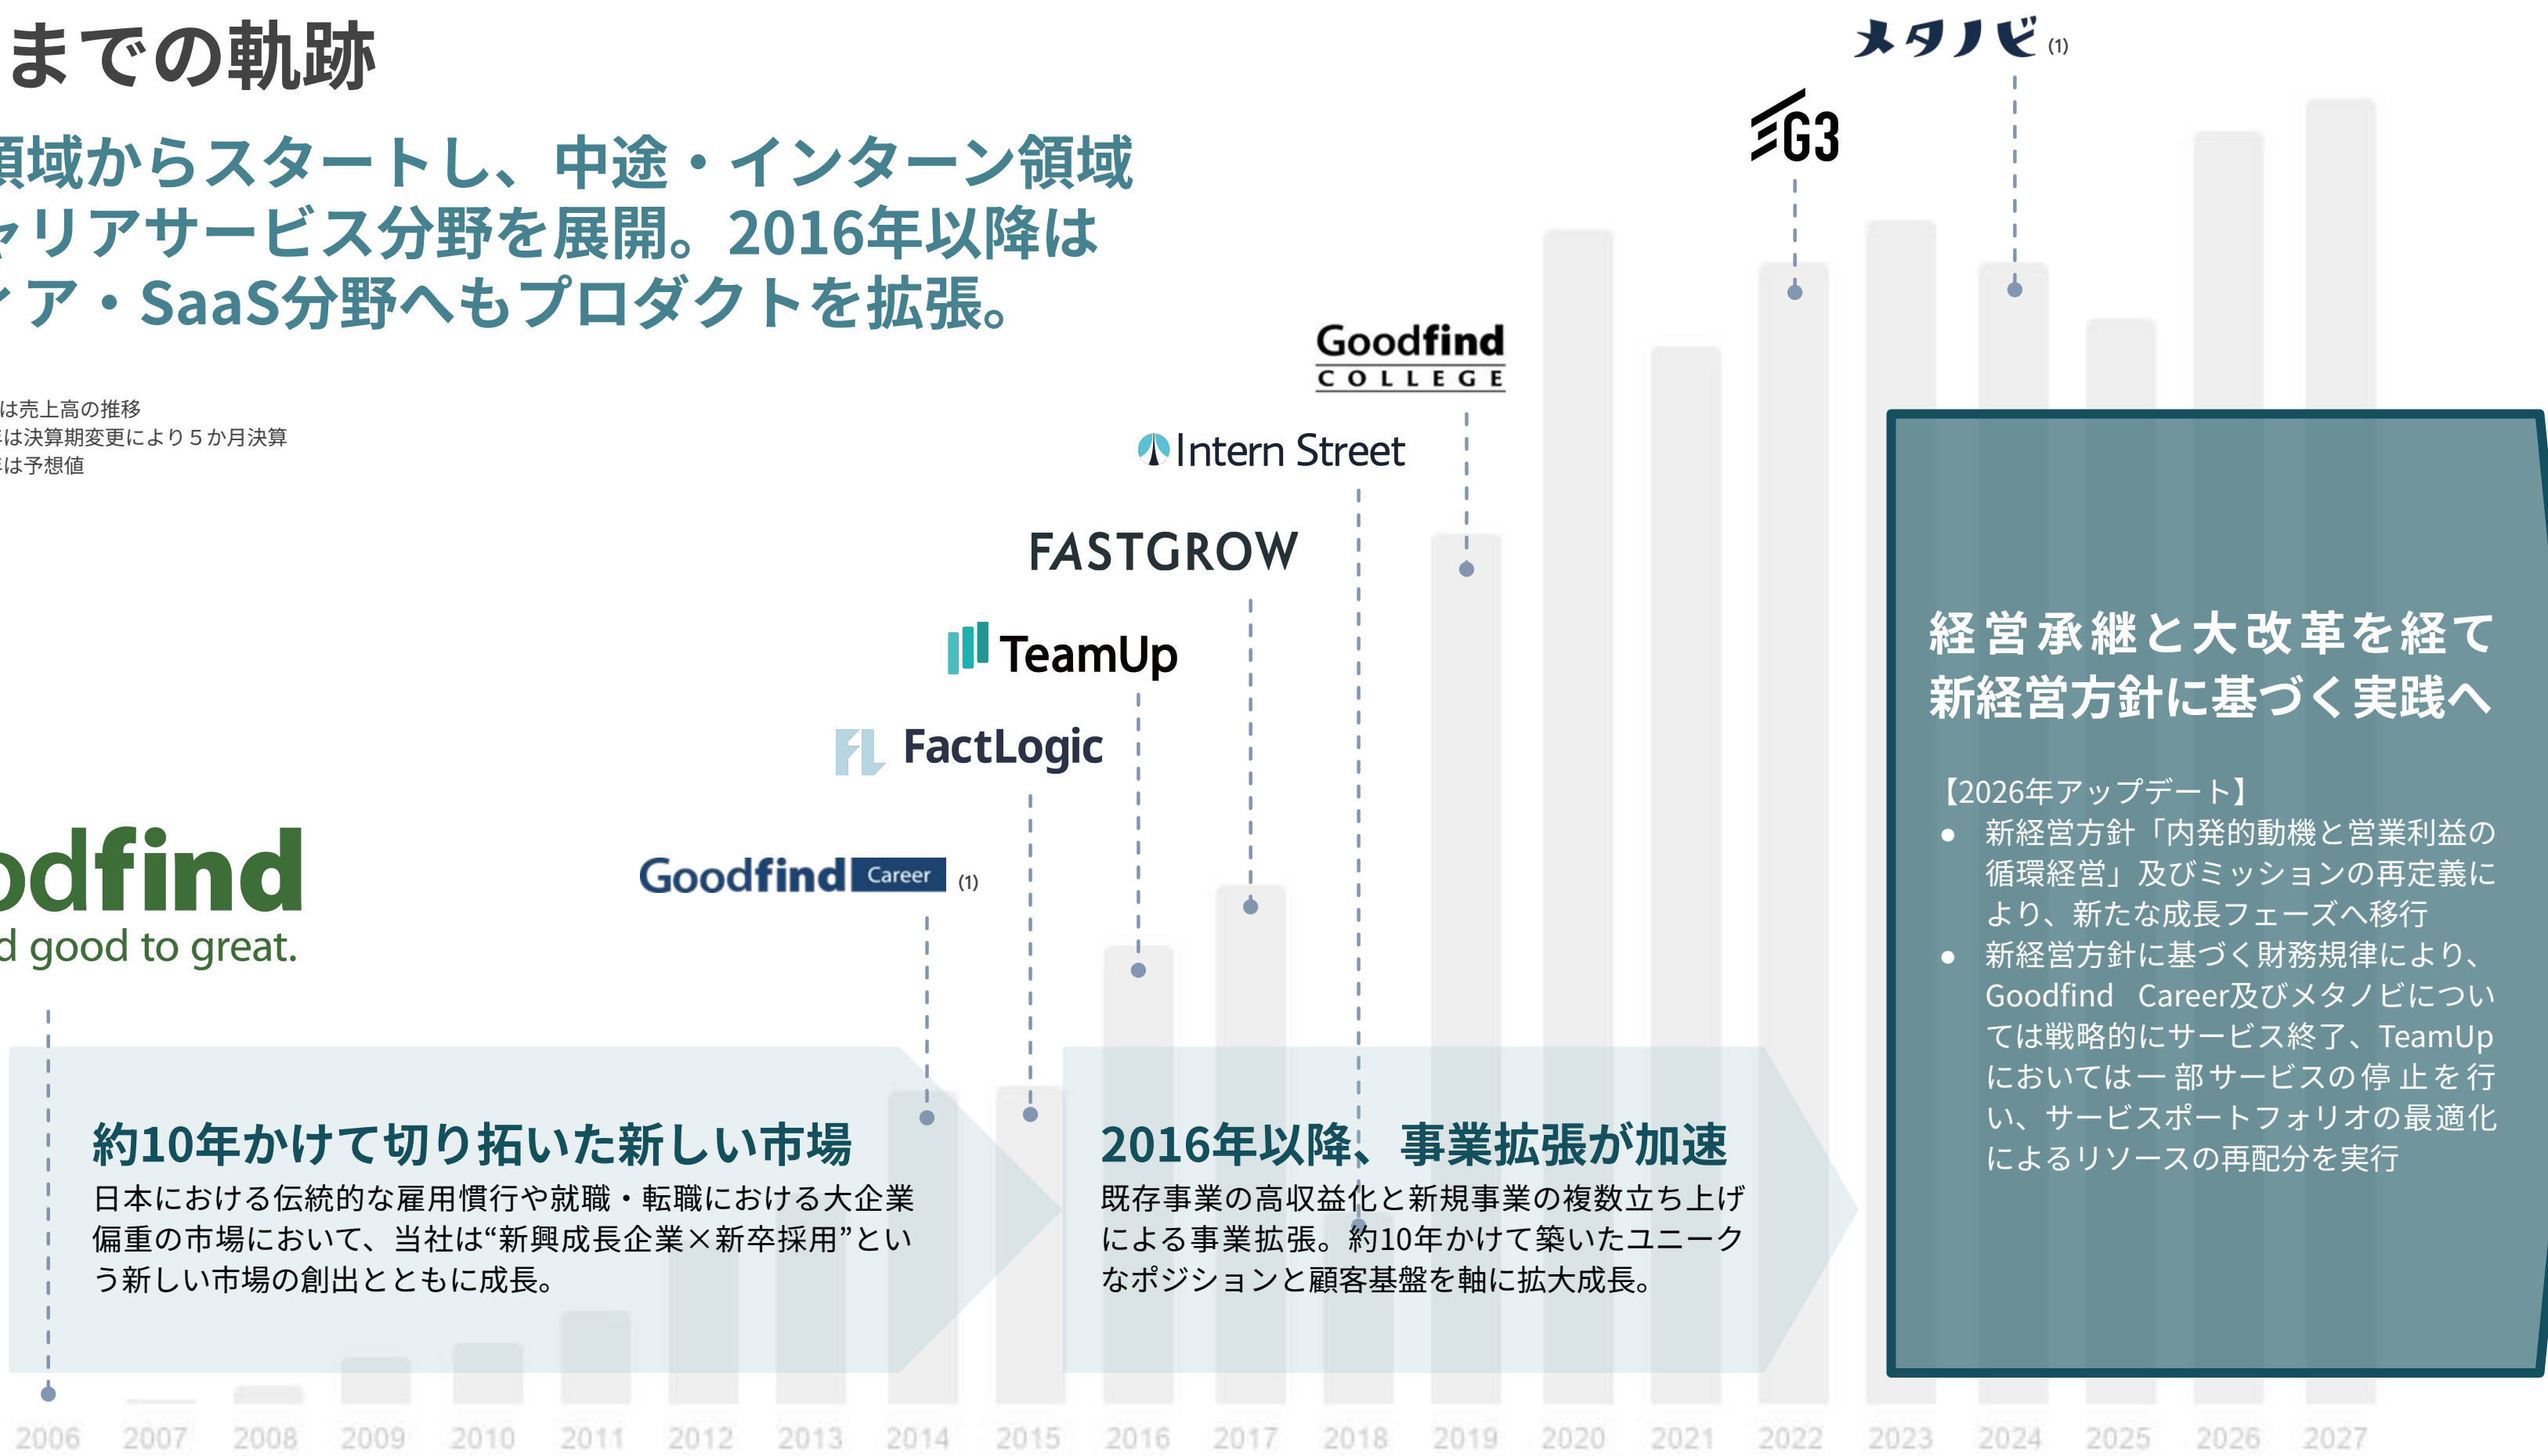 までの軌跡
領域からスタートし、中途・インターン領域
ャリアサービス分野を展開。2016年以降は
ィア・SaaS分野へもプロダクトを拡張。
は売上高の推移
は決算期変更により５か月決算
は予想値
メタノビ (1)
G3
Goodfind
COLLEGE
Intern Street
FASTGROW
TeamUp
FL FactLogic
Goodfind Career (1)
odfind
d good to great.
約10年かけて切り拓いた新しい市場
日本における伝統的な雇用慣行や就職・転職における大企業
偏重の市場において、当社は“新興成長企業×新卒採用”とい
う新しい市場の創出とともに成長。
2016年以降、事業拡張が加速
既存事業の高収益化と新規事業の複数立ち上げ
による事業拡張。約10年かけて築いたユニーク
なポジションと顧客基盤を軸に拡大成長。
経営承継と大改革を経て
新経営方針に基づく実践へ
【2026年アップデート】
● 新経営方針「内発的動機と営業利益の
循環経営」及びミッションの再定義に
より、新たな成長フェーズへ移行
● 新経営方針に基づく財務規律により、
Goodfind Career及びメタノビについ
ては戦略的にサービス終了、TeamUp
においては一部サービスの停止を行
い、サービスポートフォリオの最適化
によるリソースの再配分を実行
2006 2007 2008 2009 2010 2011 2012 2013 2014 2015 2016 2017 2018 2019 2020 2021 2022 2023 2024 2025 2026 2027